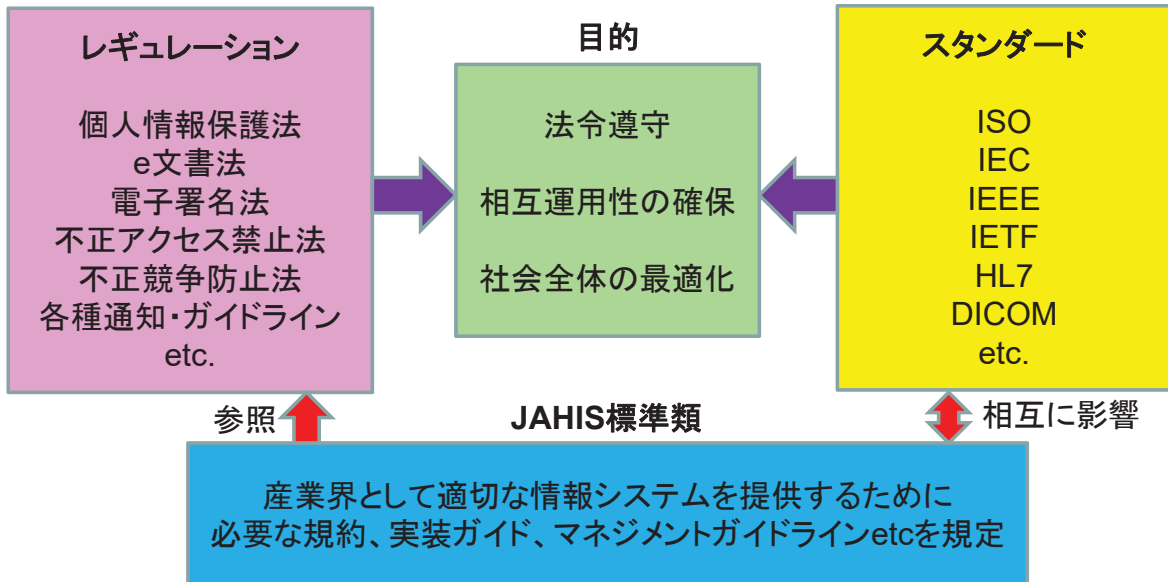 レギュレーション
個人情報保護法
e文書法
電子署名法
不正アクセス禁止法
不正競争防止法
各種通知・ガイドライン
etc.
目的
法令遵守
相互運用性の確保
社会全体の最適化
スタンダード
ISO
IEC
IEEE
IETF
HL7
DICOM
etc.
参照
JAHIS標準類
相互に影響
産業界として適切な情報システムを提供するために
必要な規約、実装ガイド、マネジメントガイドラインetcを規定